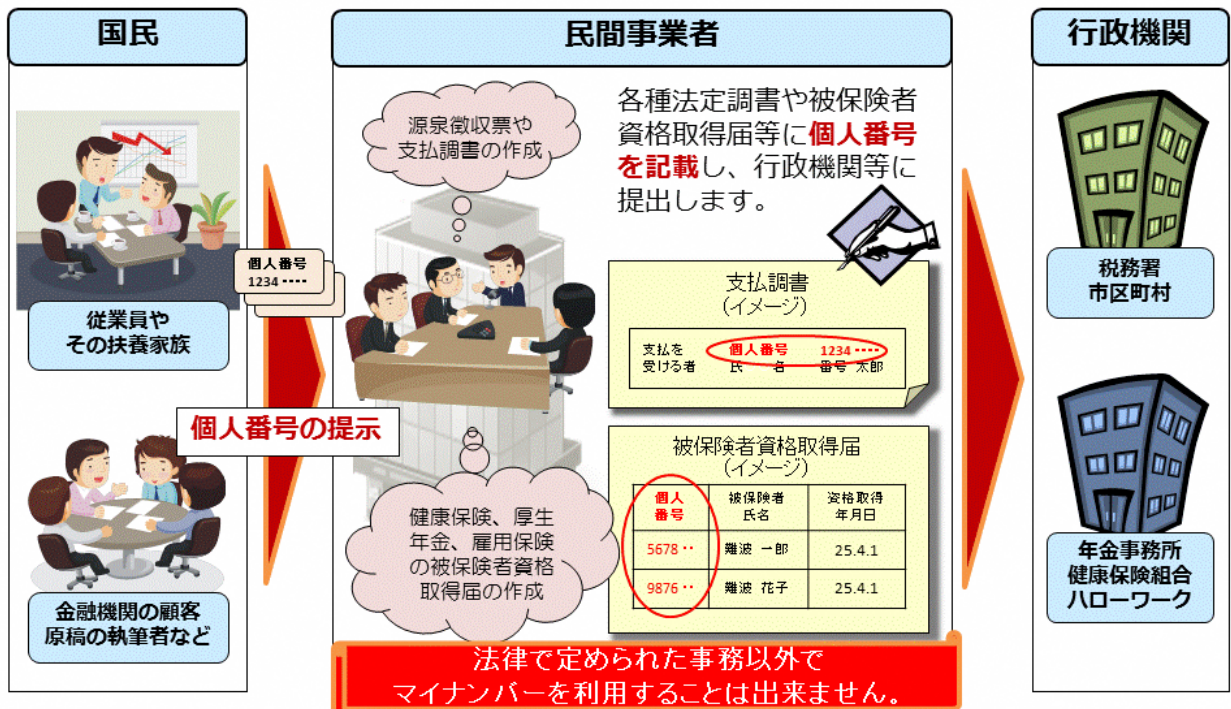 国民
従業員や
その扶養家族
金融機関の顧客
原稿の執筆者など
個人番号
1234 ････
個人番号の提示
民間事業者
源泉徴収票や
支払調書の作成
各種法定調書や被保険者
資格取得届等に個人番号
を記載し、行政機関等に
提出します。
支払調書
(イメージ)
支払を
受ける者
個人番号 1234 ････
氏 名 番号 太郎
健康保険、厚生
年金、雇用保険
の被保険者資格
取得届の作成
被保険者資格取得届
(イメージ)
個人
番号
被保険者
氏名
資格取得
年月日
5678 ･･ 難波 一郎 25.4.1
9876 ･･ 難波 花子 25.4.1
法律で定められた事務以外で
マイナンバーを利用することは出来ません。
行政機関
税務署
市区町村
年金事務所
健康保険組合
ハローワーク